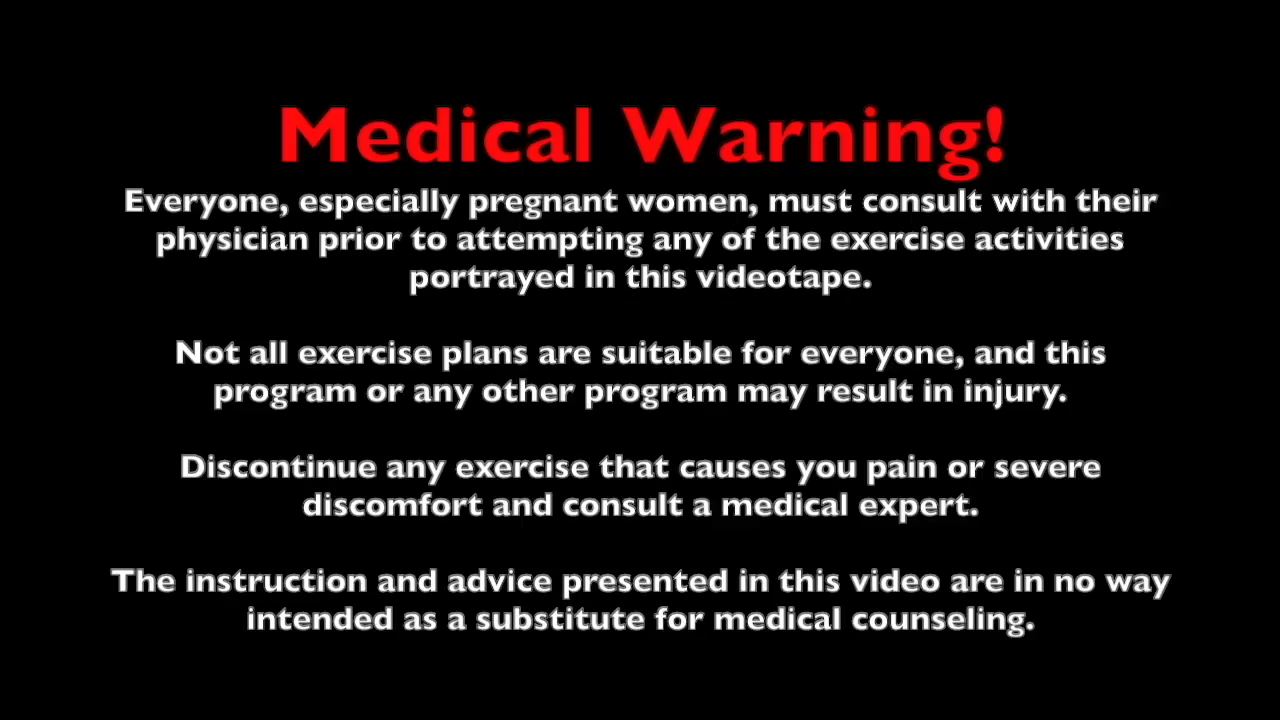 Medical Warning!
Everyone, especially pregnant women, must consult with their
physician prior to attempting any of the exercise activities
portrayed in this videotape.
Not all exercise plans are suitable for everyone, and this
program or any other program may result in injury.
Discontinue any exercise that causes you pain or severe
discomfort and consult a medical expert.
The instruction and advice presented in this video are in no way
intended as a substitute for medical counseling.